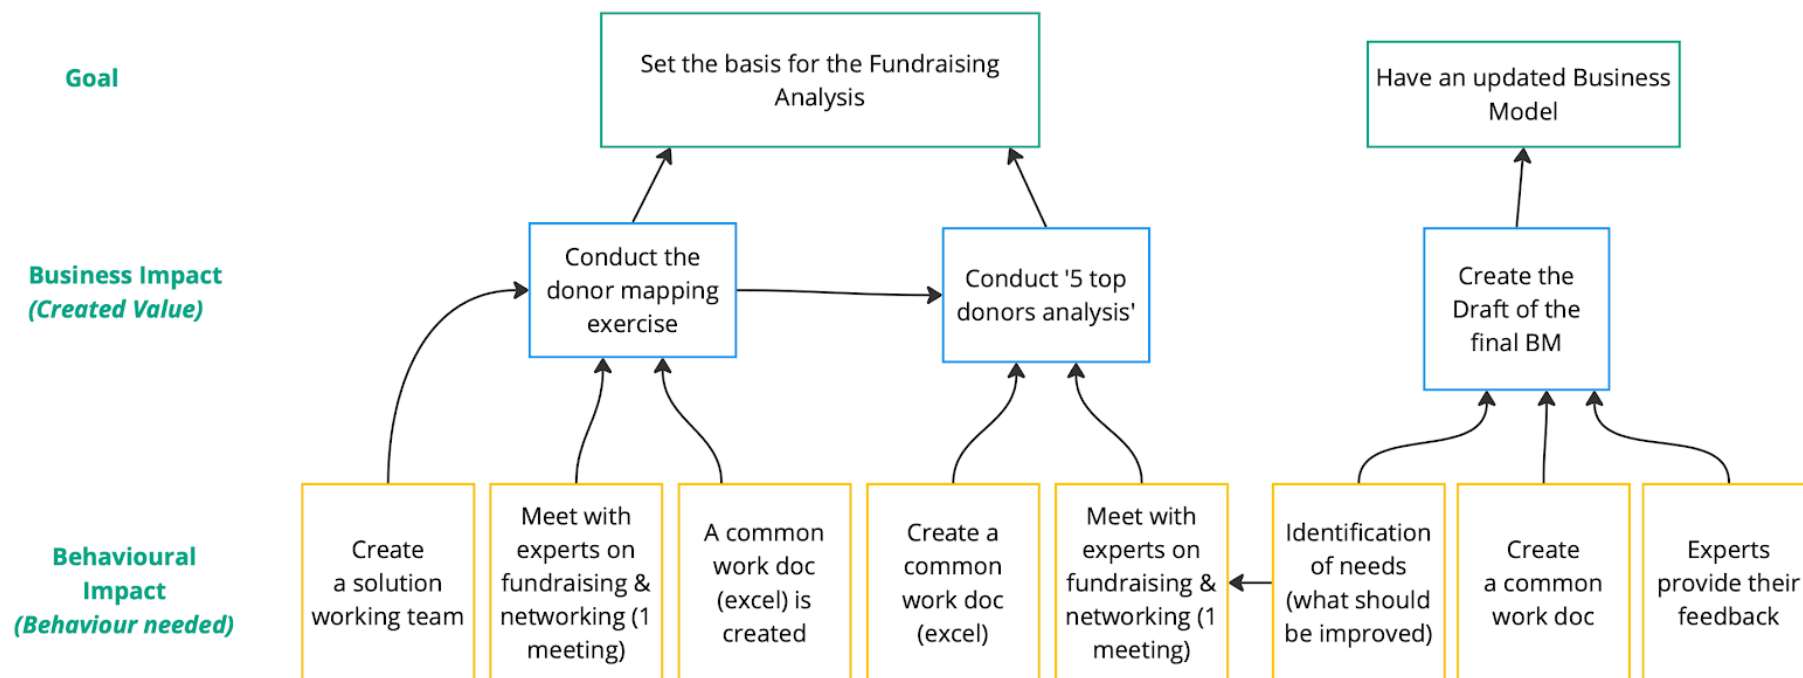 Goal
Set the basis for the Fundraising
Analysis
Have an updated Business
Model
Business Impact
(Created Value)
Conduct the
donor mapping
exercise
Conduct '5 top
donors analysis'
Create the
Draft of the
final BM
Behavioural
Impact
(Behaviour needed)
Create
a solution
working team
Meet with
experts on
fundraising &
networking (1
meeting)
A common
work doc
(excel) is
created
Create a
common
work doc
(excel)
Meet with
experts on
fundraising &
networking (1
meeting)
Identification
of needs
(what should
be improved)
Create
a common
work doc
Experts
provide their
feedback